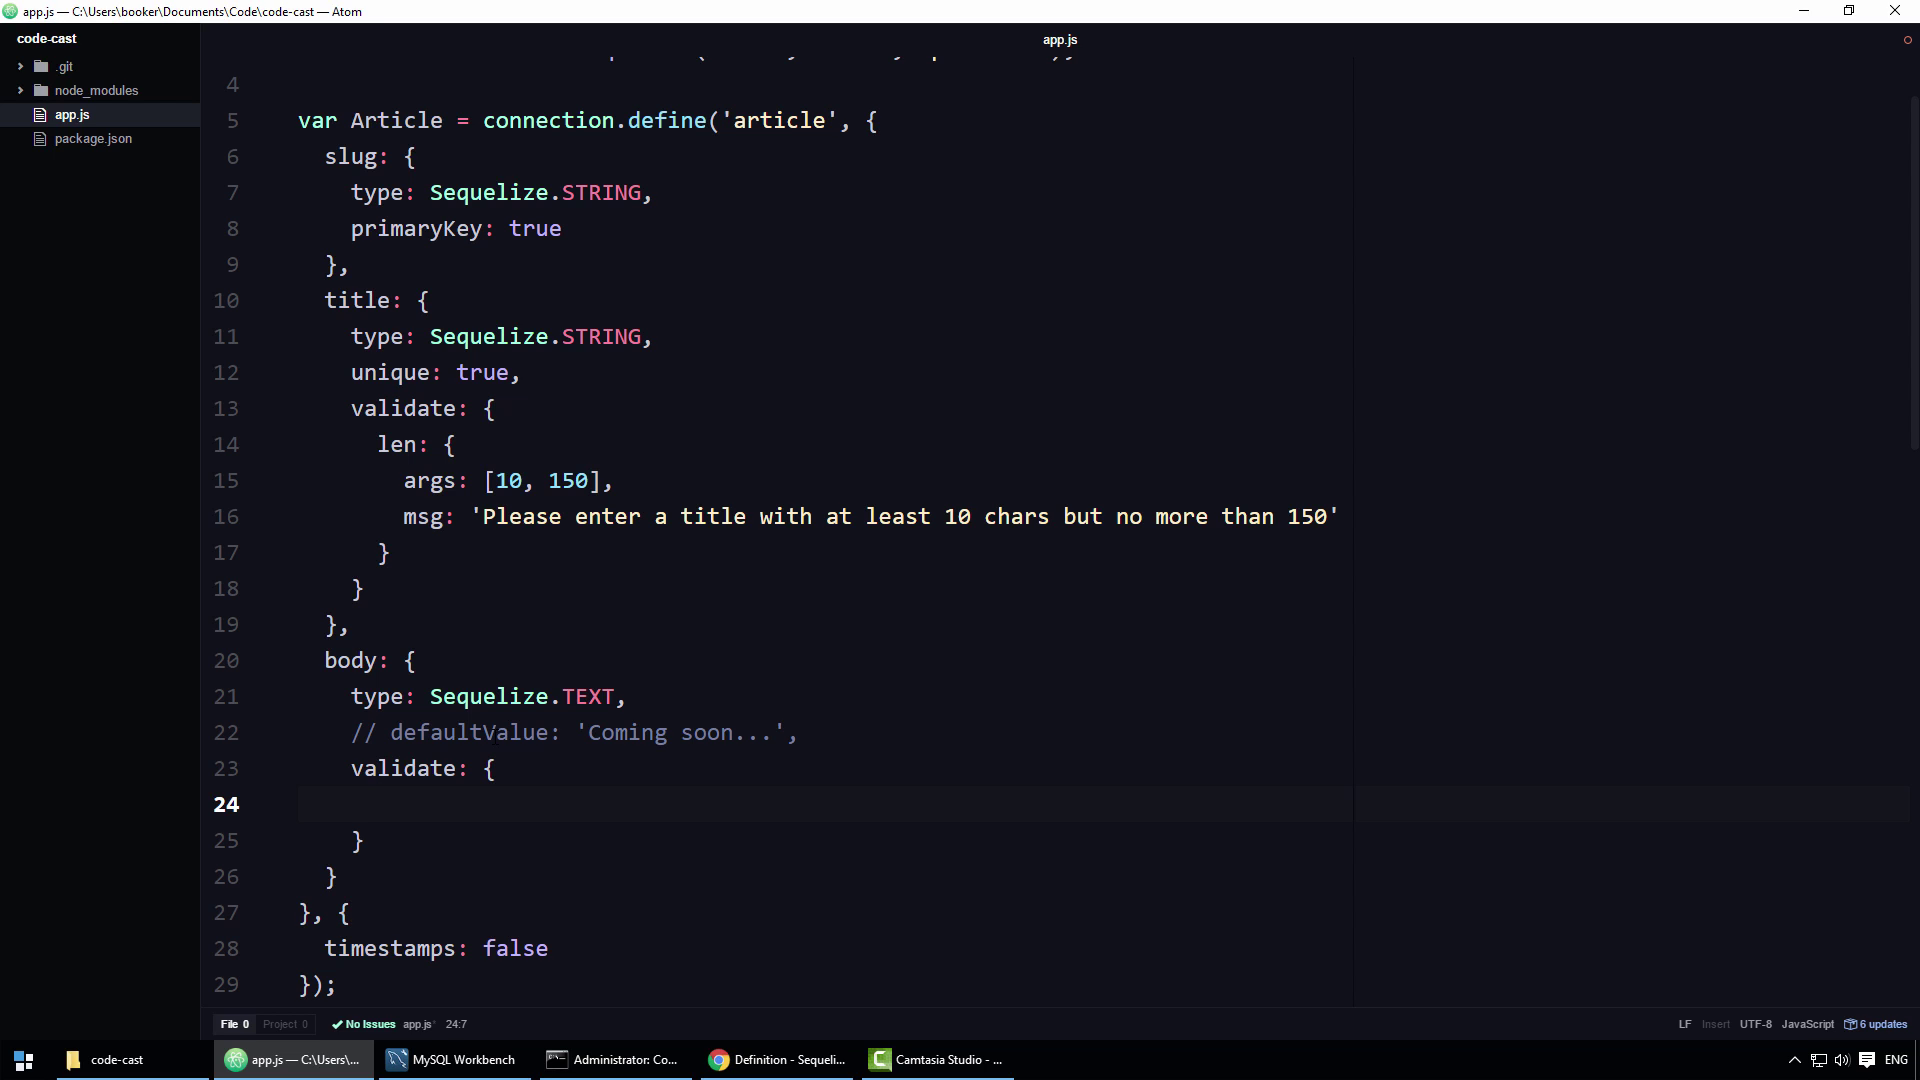 app.js — C:\Users\booker\Documents\Code\code-cast — Atom
code-cast
.git
node_modules
app.js
package.json
app.js
4
5 var Article = connection.define('article', {
6 slug: {
7 type: Sequelize.STRING,
8 primaryKey: true
9 },
10 title: {
11 type: Sequelize.STRING,
12 unique: true,
13 validate: {
14 len: {
15 args: [10, 150],
16 msg: 'Please enter a title with at least 10 chars but no more than 150'
17 }
18 }
19 },
20 body: {
21 type: Sequelize.TEXT,
22 // defaultValue: 'Coming soon...',
23 validate: {
24
25 }
26 }
27 }, {
28 timestamps: false
29 });
File 0 Project 0 No Issues app.js* 24:7 LF Insert UTF-8 JavaScript 6 updates
code-cast app.js — C:\Users\... MySQL Workbench Administrator: Co... Definition - Sequeli... Camtasia Studio - ... ENG